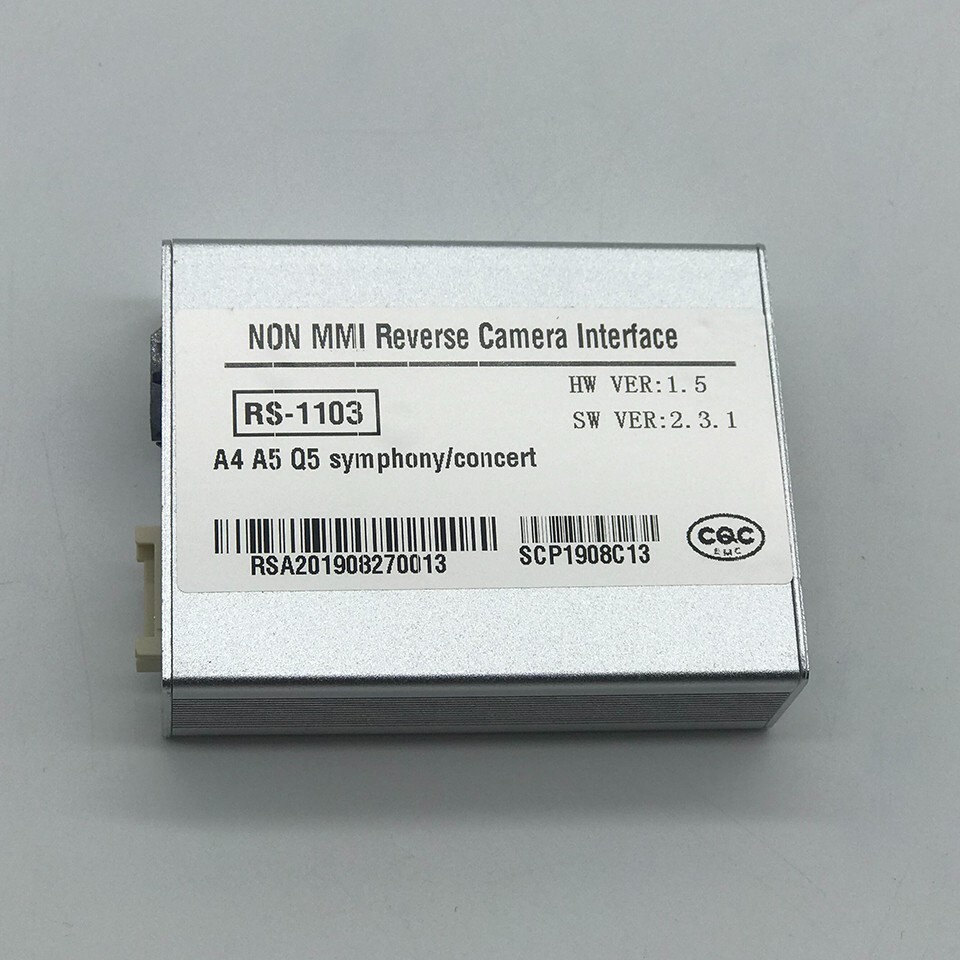 NON MMI Reverse Camera Interface
RS-1103
HW VER:1.5
SW VER:2.3.1
A4 A5 Q5 symphony/concert
RSA201908270013
SCP1908C13
CQC
EMC